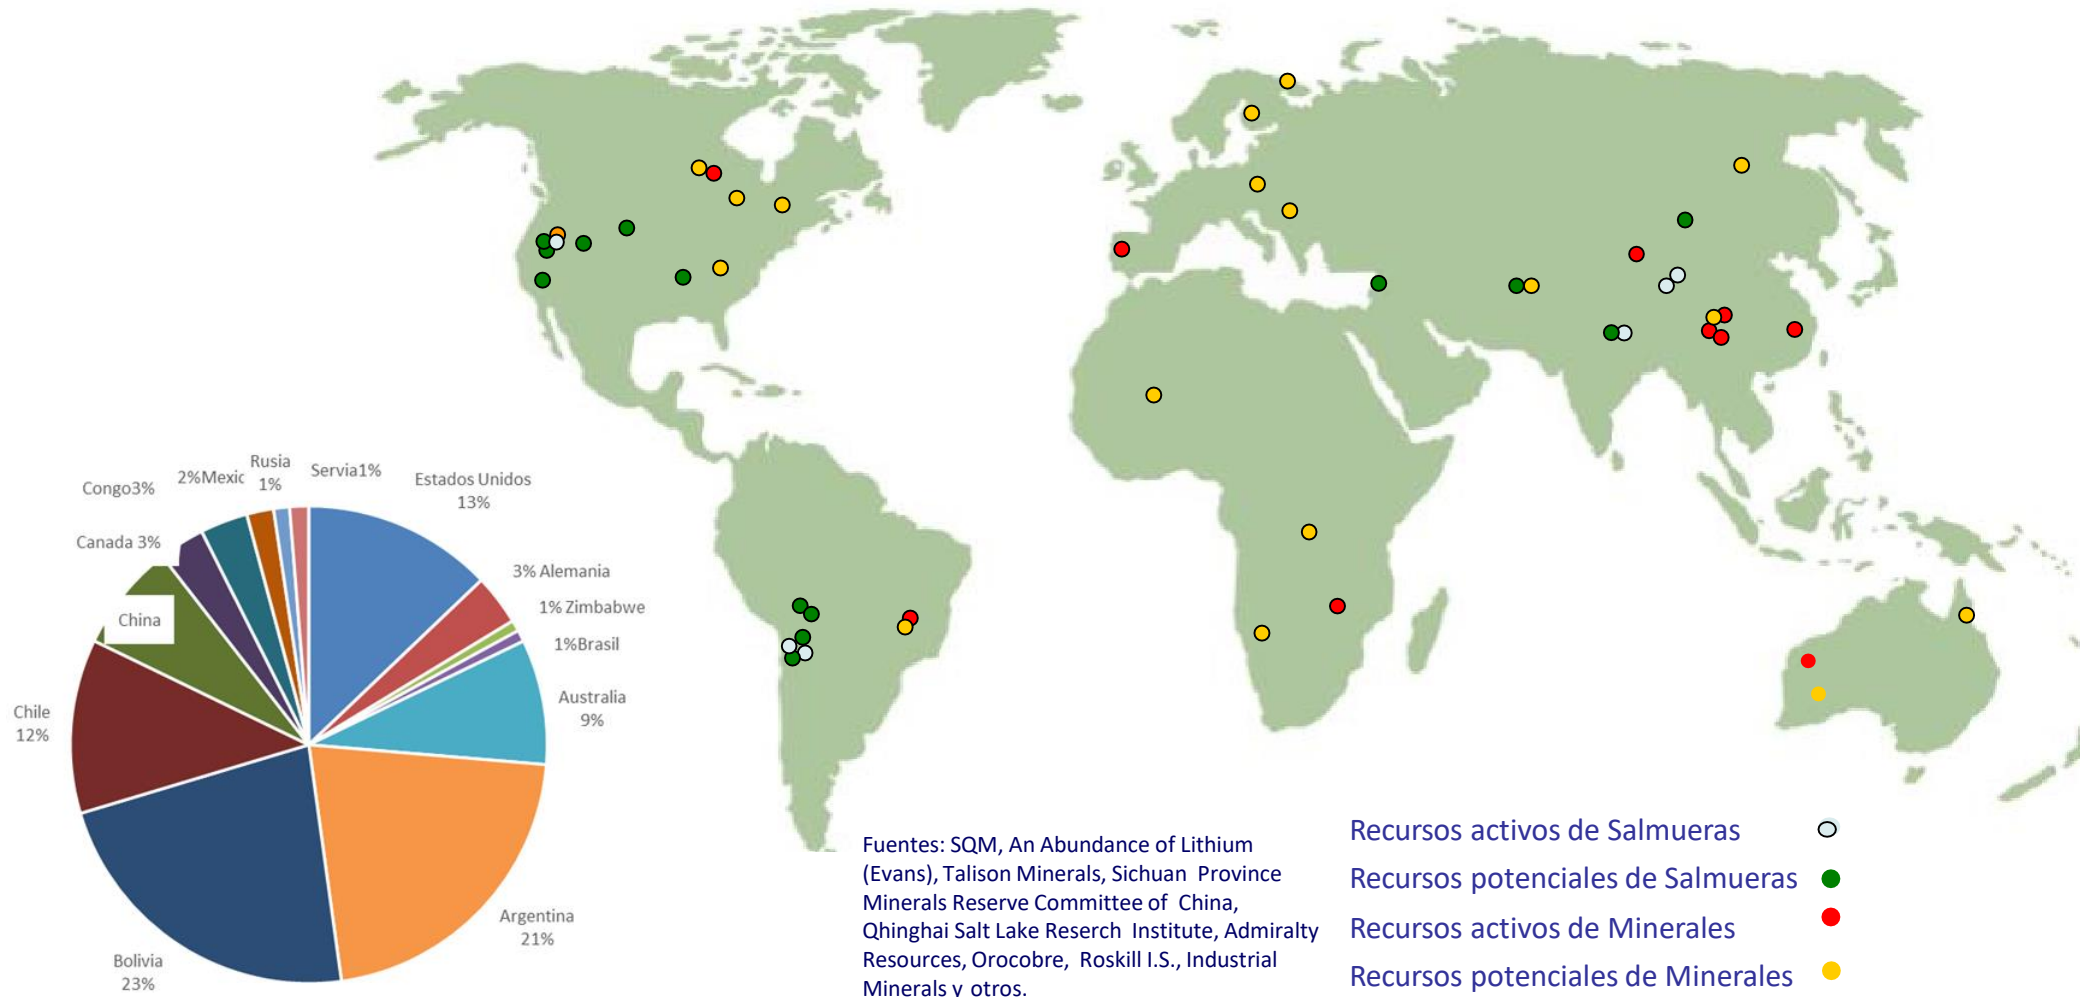 Rusia
1%
Servia1%
2%Mexic
Congo3%
Estados Unidos
13%
Canada 3%
3% Alemania
1% Zimbabwe
China
1%Brasil
Australia
9%
Chile
12%
Argentina
21%
Bolivia
23%
Fuentes: SQM, An Abundance of Lithium
(Evans), Talison Minerals, Sichuan Province
Minerals Reserve Committee of China,
Qhinghai Salt Lake Reserch Institute, Admiralty
Resources, Orocobre, Roskill I.S., Industrial
Minerals y otros.
Recursos activos de Salmueras
Recursos potenciales de Salmueras
Recursos activos de Minerales
Recursos potenciales de Minerales